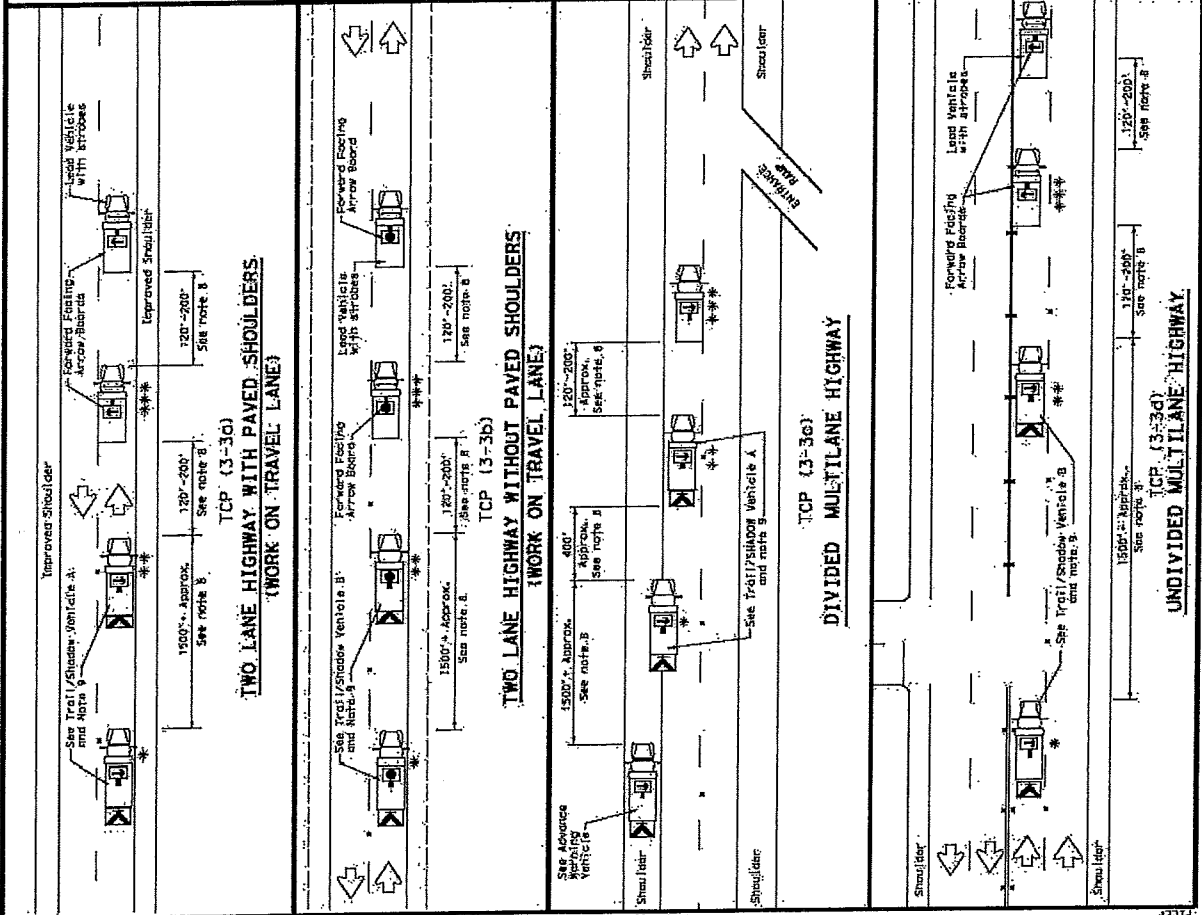 Improved Shoulder
See Trail/Shadow Vehicle A
and Note 9
Forward Facing
Arrow Boards
Lead Vehicle
with strobes
*
**
***
Improved Shoulder
1500'+ Approx.
See note 8
120'-200'
See note 8
120'-200'
See note 8
TCP (3-3a)
TWO LANE HIGHWAY WITH PAVED SHOULDERS
(WORK ON TRAVEL LANE)
See Trail/Shadow Vehicle B
and Note 9
Forward Facing
Arrow Board
Lead Vehicle
with strobes
Forward Facing
Arrow Board
*
**
***
1500'+ Approx.
See note 8
120'-200'
See note 8
120'-200'
See note 8
TCP (3-3b)
TWO LANE HIGHWAY WITHOUT PAVED SHOULDERS
(WORK ON TRAVEL LANE)
See Advance
Warning
Vehicle
1500'+ Approx.
See note 8
400'
Approx.
See note 8
120'-200'
Approx.
See note 8
Shoulder
Shoulder
*
**
***
See Trail/SHADOW Vehicle A
and note 9
Shoulder
Shoulder
ENTRANCE
RAMP
TCP (3-3c)
DIVIDED MULTILANE HIGHWAY
Shoulder
Forward Facing
Arrow Boards
Lead Vehicle
with strobes
*
**
***
Shoulder
See Trail/Shadow Vehicle B
and note 9
1500'+ Approx.
See note 8
120'-200'
See note 8
120'-200'
See note 8
TCP (3-3d)
UNDIVIDED MULTILANE HIGHWAY